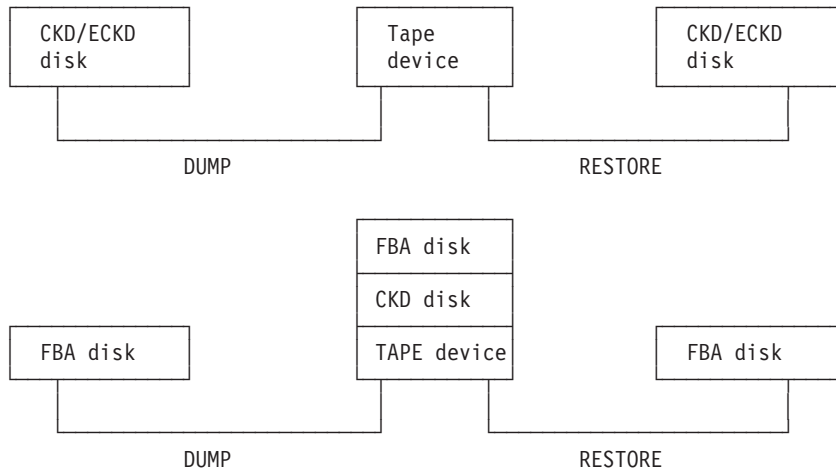 CKD/ECKD
disk
Tape
device
CKD/ECKD
disk
DUMP
RESTORE
FBA disk
CKD disk
FBA disk
TAPE device
FBA disk
DUMP
RESTORE